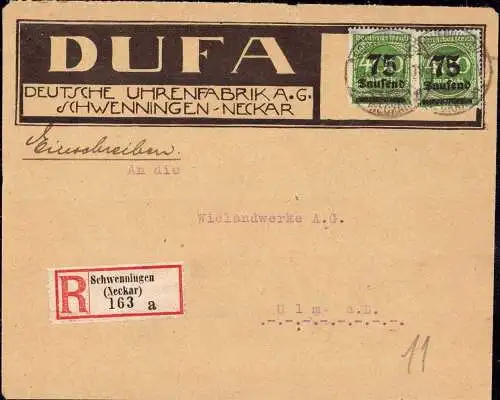 DUFA
DEUTSCHE UHRENFABRIK A.G.
SCHWENNINGEN-NECKAR
75 75
Tausend Tausend
Einschreiben.
An die
Wielandwerke A.G.
R
Schwenningen
(Neckar)
163 a
Ulm a.D.
11